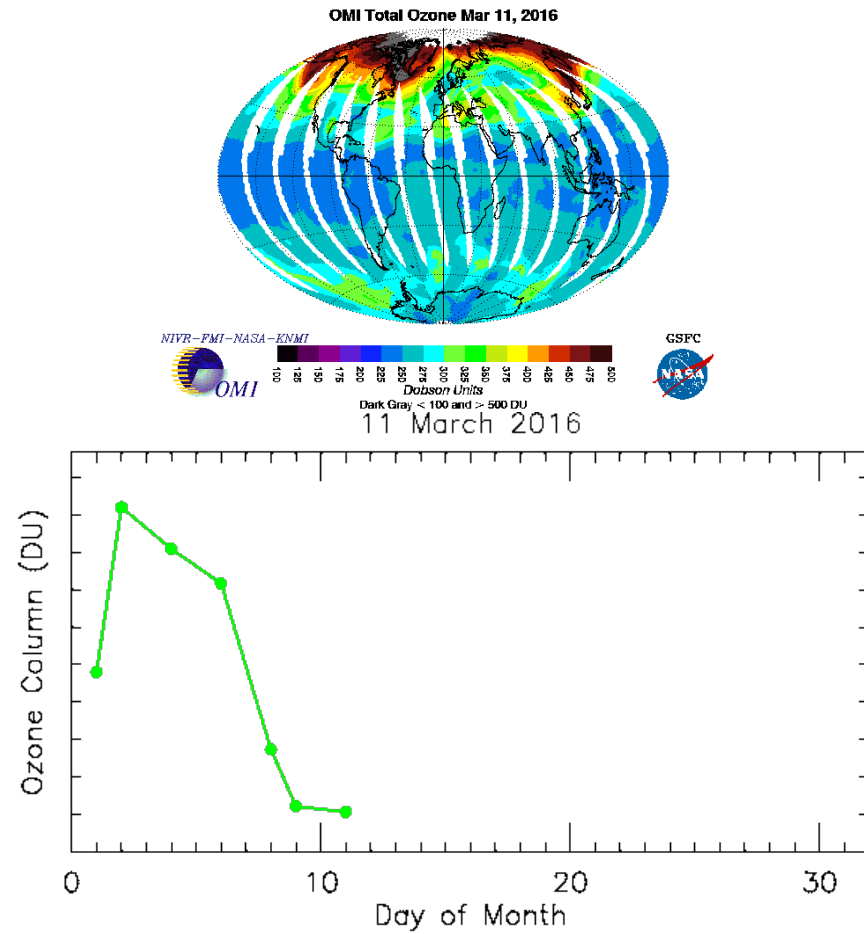 OMI Total Ozone Mar 11, 2016
NIVR-FMI-NASA-KNMI
GSFC
OMI
NASA
100 125 150 175 200 225 250 275 300 325 350 375 400 425 450 475 500
Dobson Units
Dark Gray < 100 and > 500 DU
11 March 2016
Ozone Column (DU)
0 10 20 30
Day of Month